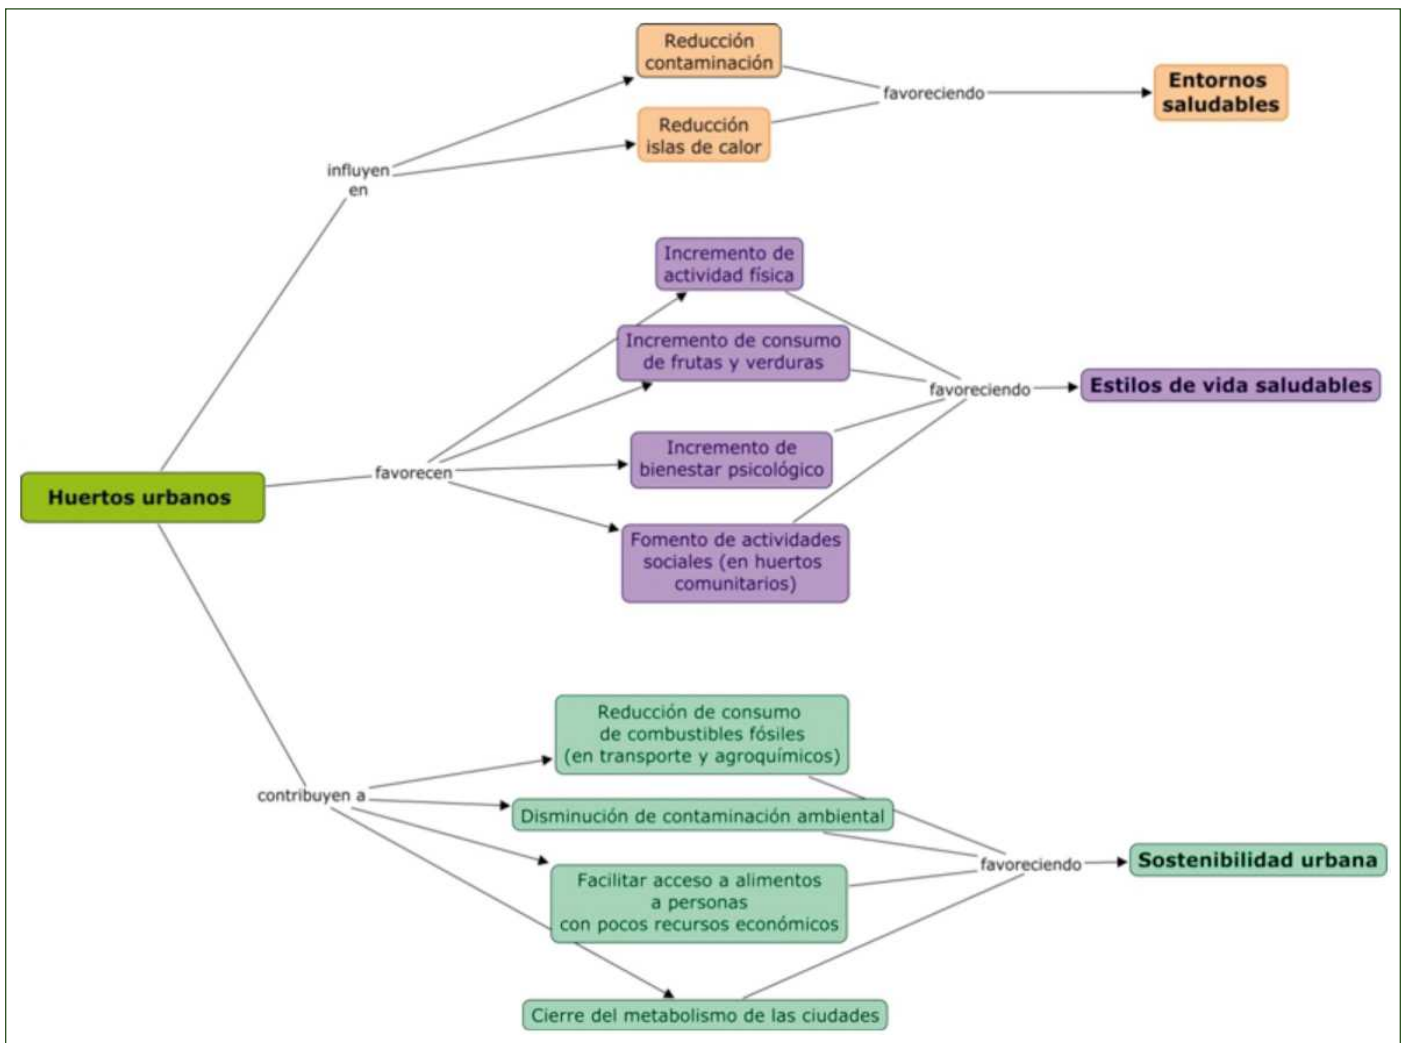 Reducción
contaminación
favoreciendo
Entornos
saludables
Reducción
islas de calor
influyen
en
Incremento de
actividad física
Incremento de consumo
de frutas y verduras
favoreciendo
Estilos de vida saludables
Incremento de
bienestar psicológico
favorecen
Huertos urbanos
Fomento de actividades
sociales (en huertos
comunitarios)
Reducción de consumo
de combustibles fósiles
(en transporte y agroquímicos)
contribuyen a
Disminución de contaminación ambiental
favoreciendo
Sostenibilidad urbana
Facilitar acceso a alimentos
a personas
con pocos recursos económicos
Cierre del metabolismo de las ciudades